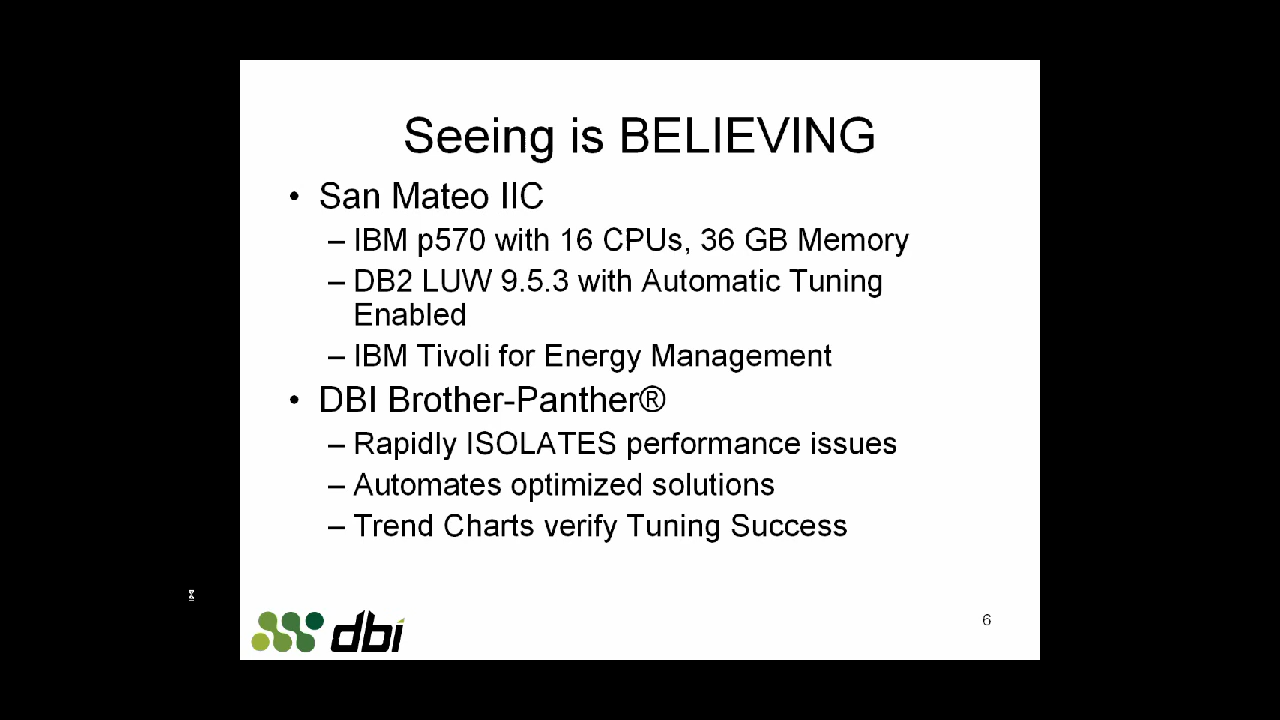 Seeing is BELIEVING
• San Mateo IIC
– IBM p570 with 16 CPUs, 36 GB Memory
– DB2 LUW 9.5.3 with Automatic Tuning
Enabled
– IBM Tivoli for Energy Management
• DBI Brother-Panther®
– Rapidly ISOLATES performance issues
– Automates optimized solutions
– Trend Charts verify Tuning Success
dbi
6